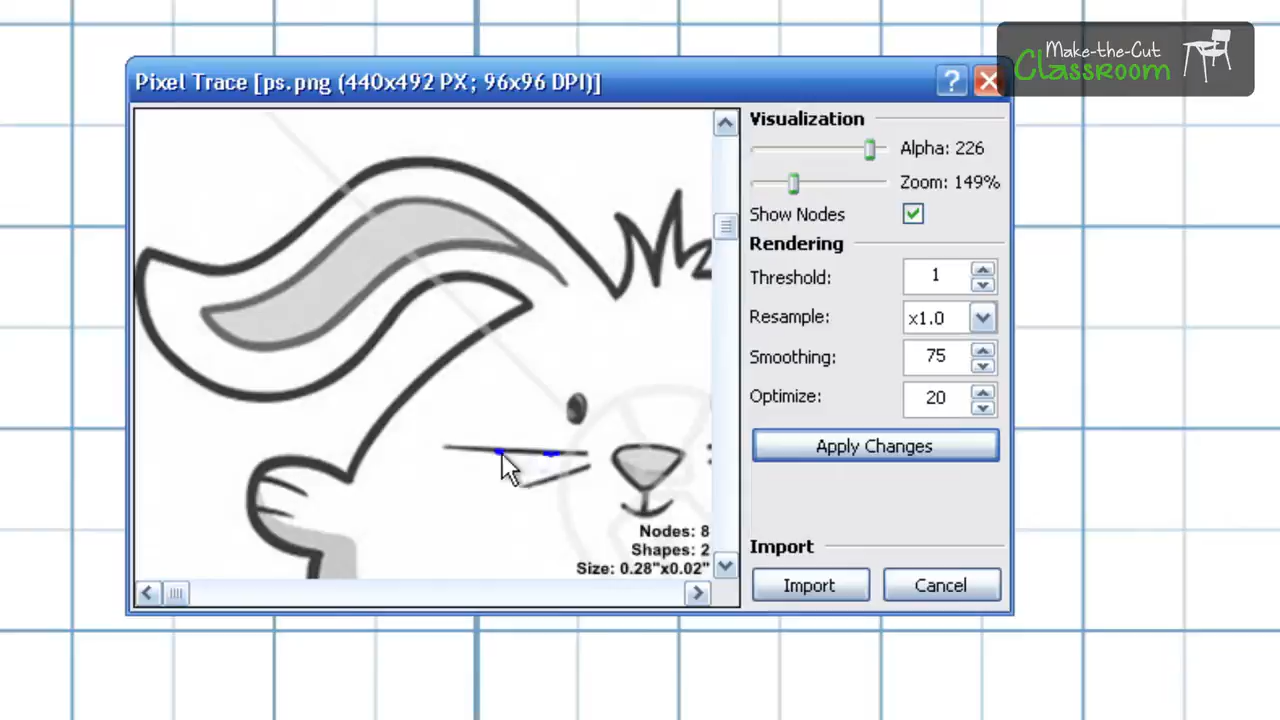 Make-the-Cut
Classroom
Pixel Trace [ps.png (440x492 PX; 96x96 DPI)]
?
Visualization
Alpha: 226
Zoom: 149%
Show Nodes
Rendering
Threshold: 1
Resample: x1.0
Smoothing: 75
Optimize: 20
Apply Changes
Nodes: 8
Shapes: 2
Size: 0.28"x0.02"
Import
Import Cancel